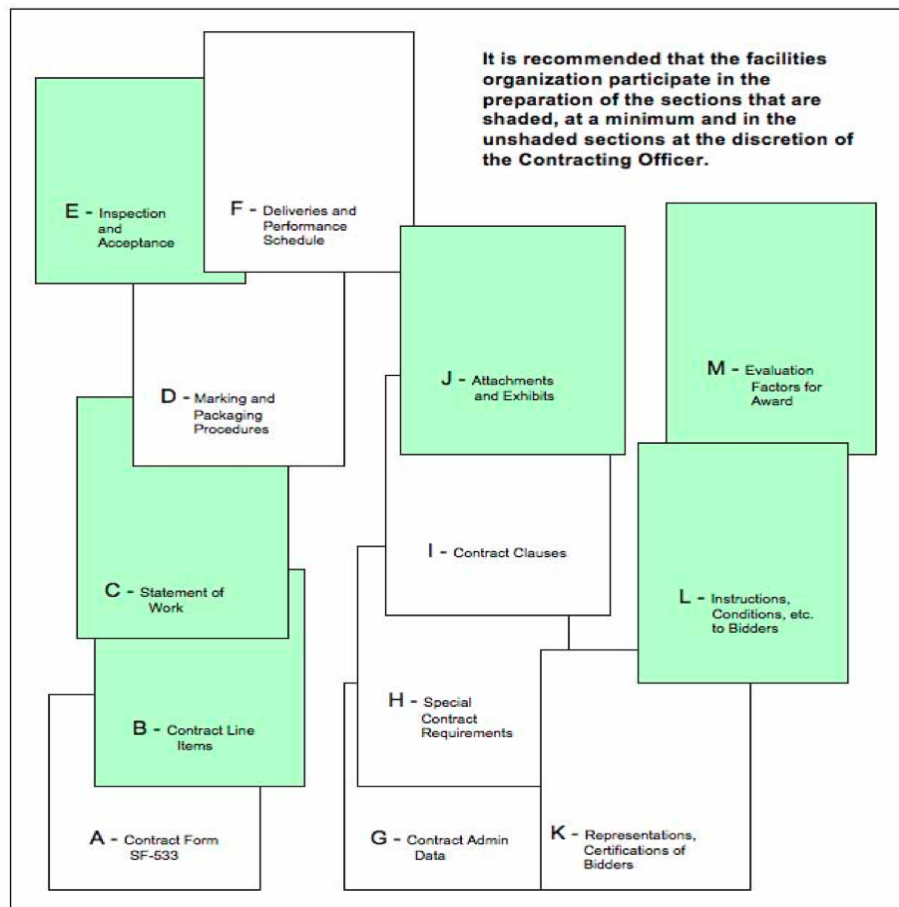 It is recommended that the facilities
organization participate in the
preparation of the sections that are
shaded, at a minimum and in the
unshaded sections at the discretion of
the Contracting Officer.
E - Inspection
and
Acceptance
F - Deliveries and
Performance
Schedule
D - Marking and
Packaging
Procedures
C - Statement of
Work
B - Contract Line
Items
A - Contract Form
SF-533
J - Attachments
and Exhibits
I - Contract Clauses
H - Special
Contract
Requirements
G - Contract Admin
Data
M - Evaluation
Factors for
Award
L - Instructions,
Conditions, etc.
to Bidders
K - Representations,
Certifications of
Bidders